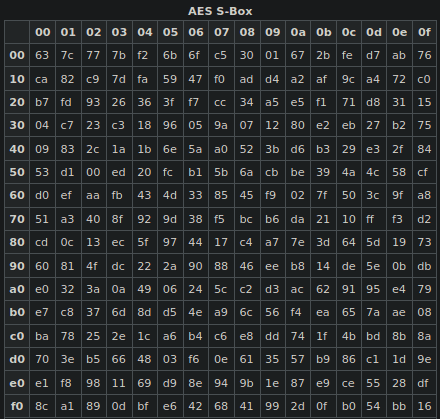 AES S-Box
00 01 02 03 04 05 06 07 08 09 0a 0b 0c 0d 0e 0f
00 63 7c 77 7b f2 6b 6f c5 30 01 67 2b fe d7 ab 76
10 ca 82 c9 7d fa 59 47 f0 ad d4 a2 af 9c a4 72 c0
20 b7 fd 93 26 36 3f f7 cc 34 a5 e5 f1 71 d8 31 15
30 04 c7 23 c3 18 96 05 9a 07 12 80 e2 eb 27 b2 75
40 09 83 2c 1a 1b 6e 5a a0 52 3b d6 b3 29 e3 2f 84
50 53 d1 00 ed 20 fc b1 5b 6a cb be 39 4a 4c 58 cf
60 d0 ef aa fb 43 4d 33 85 45 f9 02 7f 50 3c 9f a8
70 51 a3 40 8f 92 9d 38 f5 bc b6 da 21 10 ff f3 d2
80 cd 0c 13 ec 5f 97 44 17 c4 a7 7e 3d 64 5d 19 73
90 60 81 4f dc 22 2a 90 88 46 ee b8 14 de 5e 0b db
a0 e0 32 3a 0a 49 06 24 5c c2 d3 ac 62 91 95 e4 79
b0 e7 c8 37 6d 8d d5 4e a9 6c 56 f4 ea 65 7a ae 08
c0 ba 78 25 2e 1c a6 b4 c6 e8 dd 74 1f 4b bd 8b 8a
d0 70 3e b5 66 48 03 f6 0e 61 35 57 b9 86 c1 1d 9e
e0 e1 f8 98 11 69 d9 8e 94 9b 1e 87 e9 ce 55 28 df
f0 8c a1 89 0d bf e6 42 68 41 99 2d 0f b0 54 bb 16